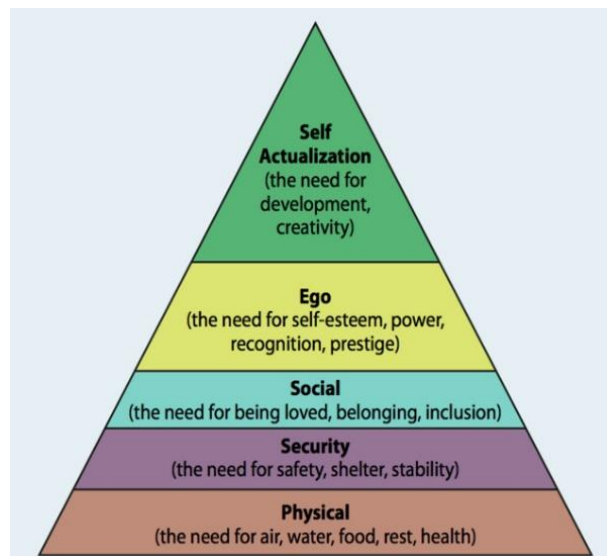 Self
Actualization
(the need for
development,
creativity)
Ego
(the need for self-esteem, power,
recognition, prestige)
Social
(the need for being loved, belonging, inclusion)
Security
(the need for safety, shelter, stability)
Physical
(the need for air, water, food, rest, health)